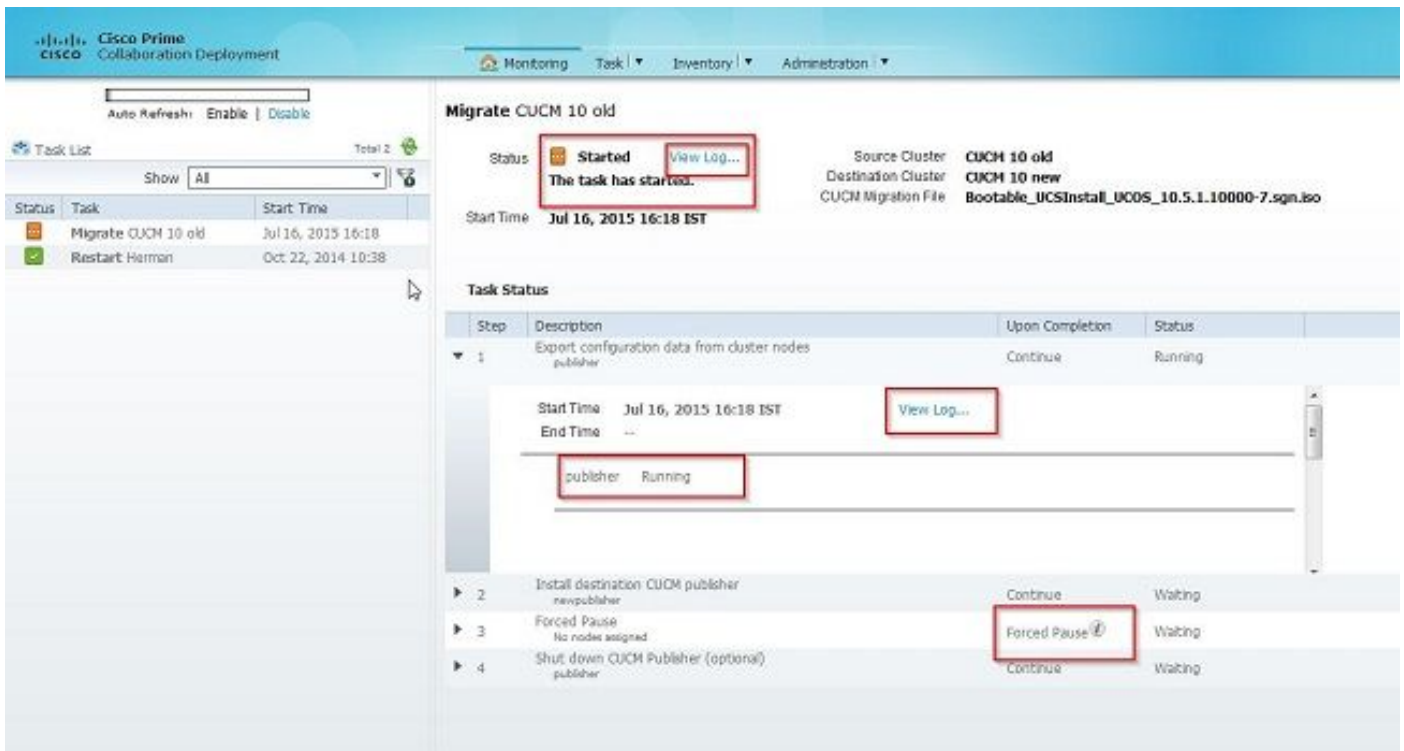 Cisco Prime
CISCO Collaboration Deployment
Monitoring Task Inventory Administration
Auto Refresh: Enable | Disable
Task List Total 2
Show All
Status Task Start Time
Migrate CUCM 10 old Jul 16, 2015 16:18
Restart Herman Oct 22, 2014 10:38
Migrate CUCM 10 old
Status Started View Log...
The task has started.
Start Time Jul 16, 2015 16:18 IST
Source Cluster CUCM 10 old
Destination Cluster CUCM 10 new
CUCM Migration File Bootable_UCSInstall_UCOS_10.5.1.10000-7.sgn.iso
Task Status
Step Description Upon Completion Status
1 Export configuration data from cluster nodes Continue Running
publisher
Start Time Jul 16, 2015 16:18 IST View Log...
End Time --
publisher Running
2 Install destination CUCM publisher Continue Waiting
newpublisher
3 Forced Pause Forced Pause i Waiting
No nodes assigned
4 Shut down CUCM Publisher (optional) Continue Waiting
publisher